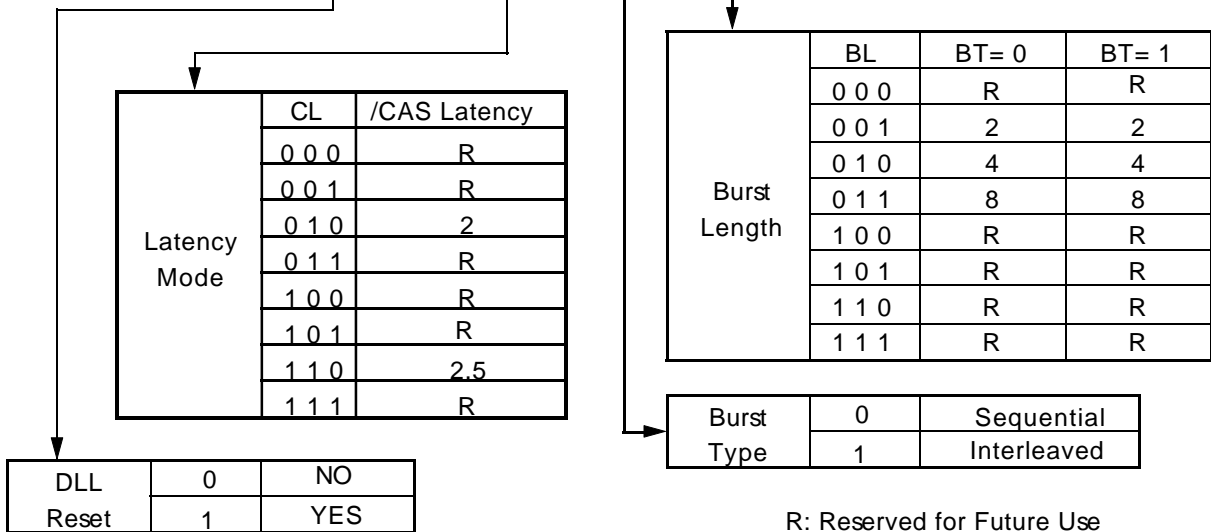 CL /CAS Latency
0 0 0 R
0 0 1 R
0 1 0 2
Latency
Mode
0 1 1 R
1 0 0 R
1 0 1 R
1 1 0 2.5
1 1 1 R
BL BT= 0 BT= 1
0 0 0 R R
0 0 1 2 2
0 1 0 4 4
Burst
Length
0 1 1 8 8
1 0 0 R R
1 0 1 R R
1 1 0 R R
1 1 1 R R
Burst
Type
0 Sequential
1 Interleaved
DLL
Reset
0 NO
1 YES
R: Reserved for Future Use